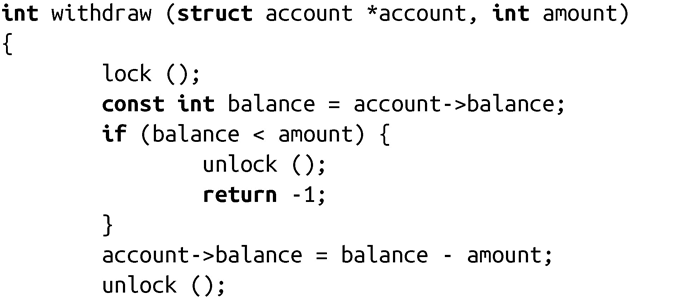 int withdraw (struct account *account, int amount)
{
        lock ();
        const int balance = account->balance;
        if (balance < amount) {
                unlock ();
                return -1;
        }
        account->balance = balance - amount;
        unlock ();